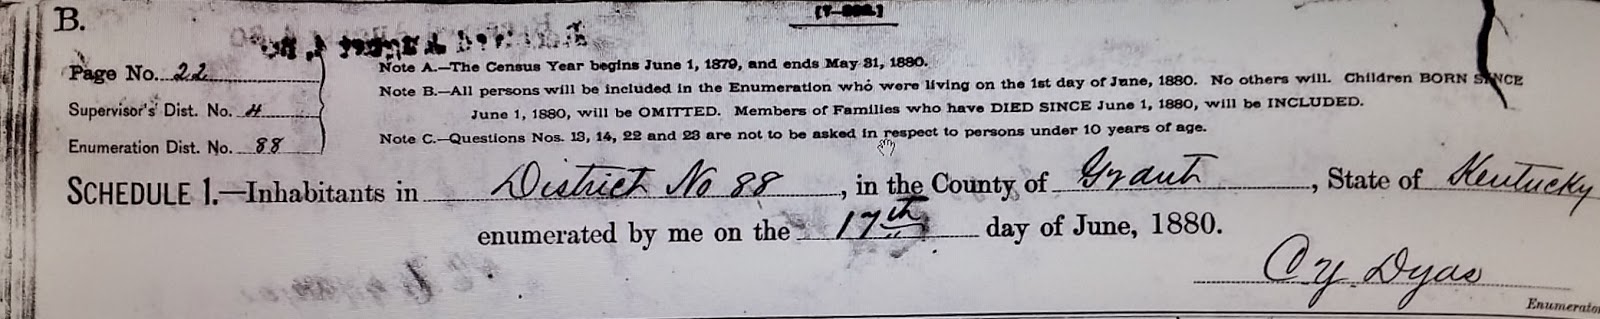 B.
Page No. 22
Supervisor's Dist. No. 4
Enumeration Dist. No. 88
Note A.—The Census Year begins June 1, 1879, and ends May 31, 1880.
Note B.—All persons will be included in the Enumeration who were living on the 1st day of June, 1880. No others will. Children BORN SINCE
June 1, 1880, will be OMITTED. Members of Families who have DIED SINCE June 1, 1880, will be INCLUDED.
Note C.—Questions Nos. 13, 14, 22 and 23 are not to be asked in respect to persons under 10 years of age.
SCHEDULE 1.—Inhabitants in District No 88, in the County of Grant, State of Kentucky
enumerated by me on the 17th day of June, 1880.
Dyas
Enumerator